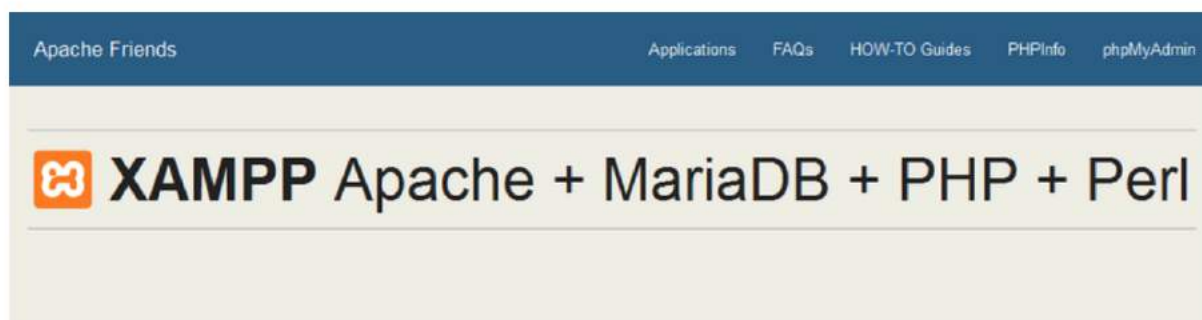 Apache Friends Applications FAQs HOW-TO Guides PHPInfo phpMyAdmin
XAMPP Apache + MariaDB + PHP + Perl